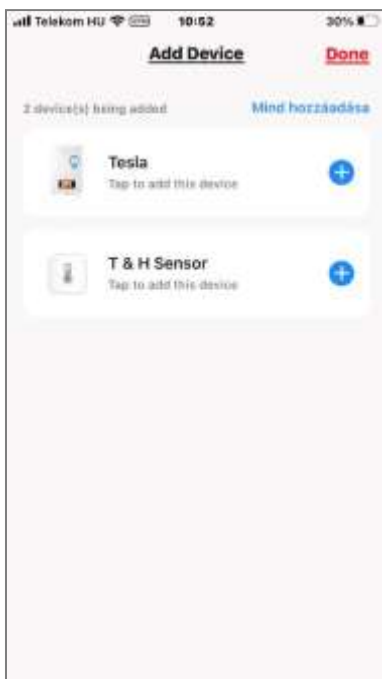 Telekom HU 10:52 30%
Add Device Done
2 device(s) being added Mind hozzáadása
Tesla
Tap to add this device
T & H Sensor
Tap to add this device